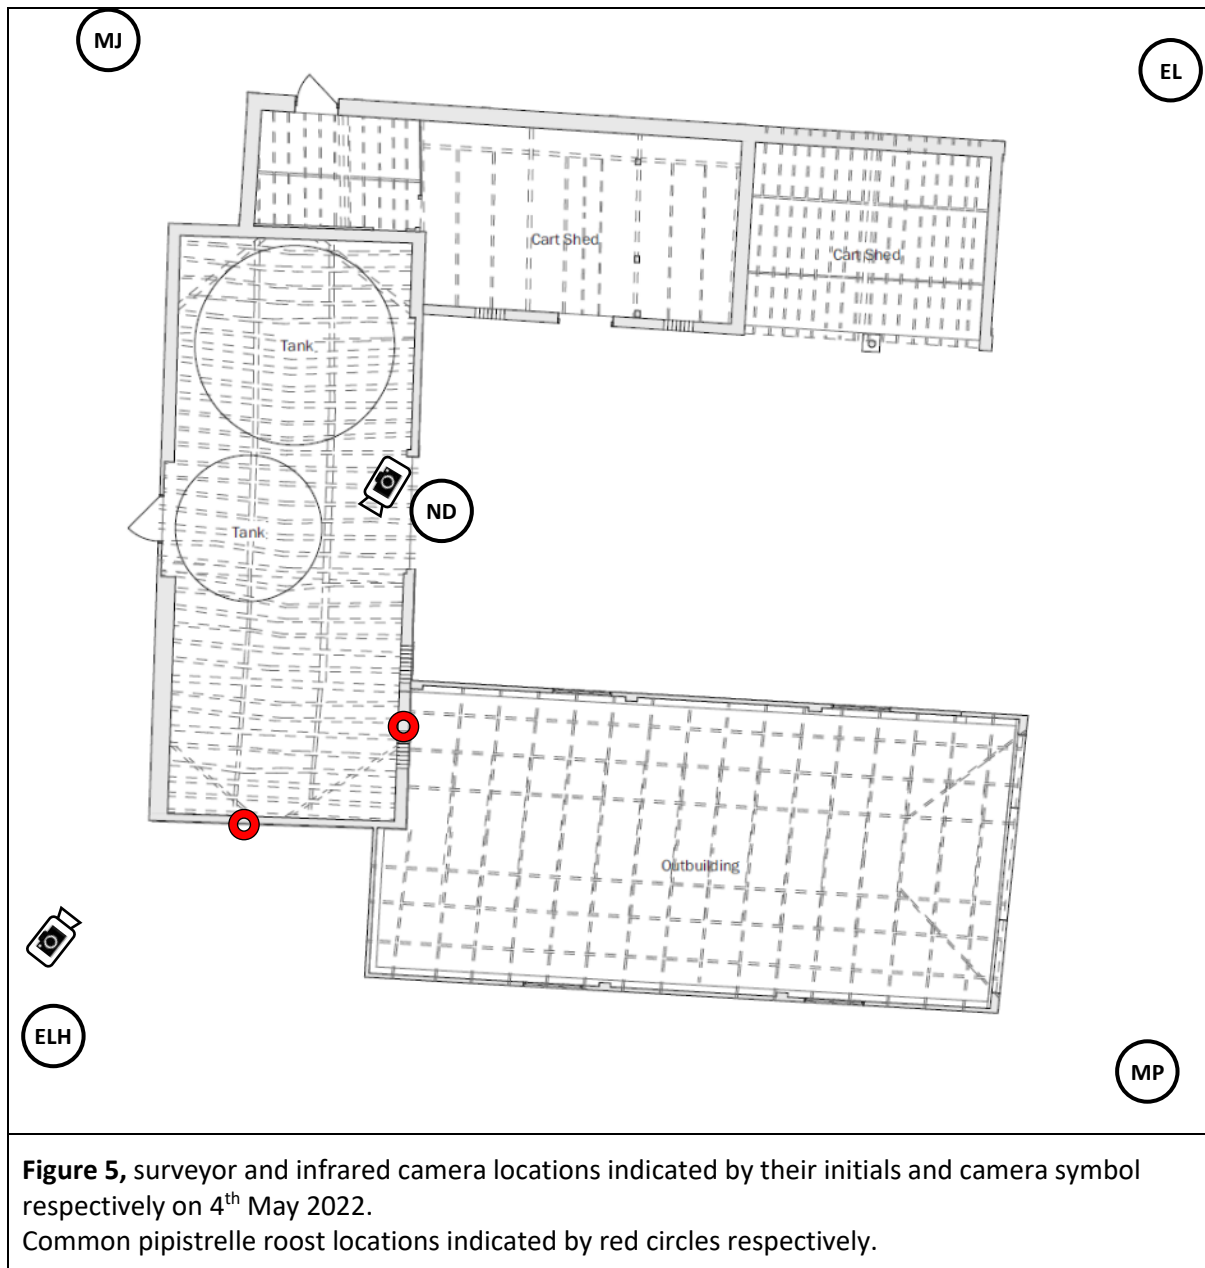 MJ
EL
Cart Shed
Cart Shed
Tank
ND
Tank
Outbuilding
ELH
MP
Figure 5, surveyor and infrared camera locations indicated by their initials and camera symbol
respectively on 4th May 2022.
Common pipistrelle roost locations indicated by red circles respectively.